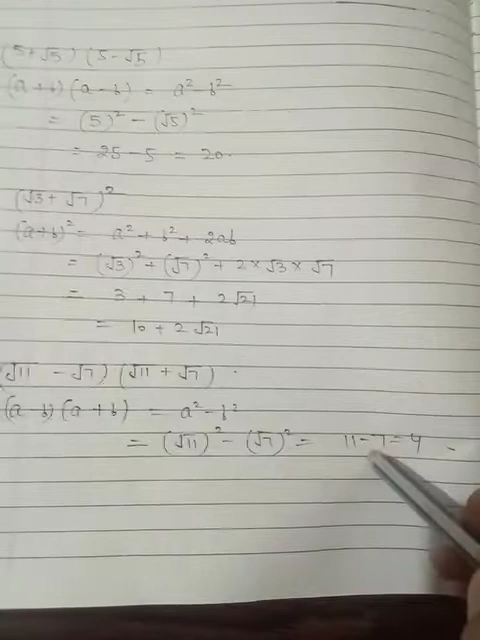 (5+√5) (5-√5)
(a+b)(a-b) = a²-b²
= (5)² - (√5)²
= 25 - 5 = 20.
(√3 + √7)²
(a+b)² = a² + b² + 2ab
= (√3)² + (√7)² + 2 × √3 × √7
= 3 + 7 + 2√21
= 10 + 2√21
(√11 - √7) (√11 + √7) .
(a-b) (a+b) = a² - b²
= (√11)² - (√7)² = 11-7=4